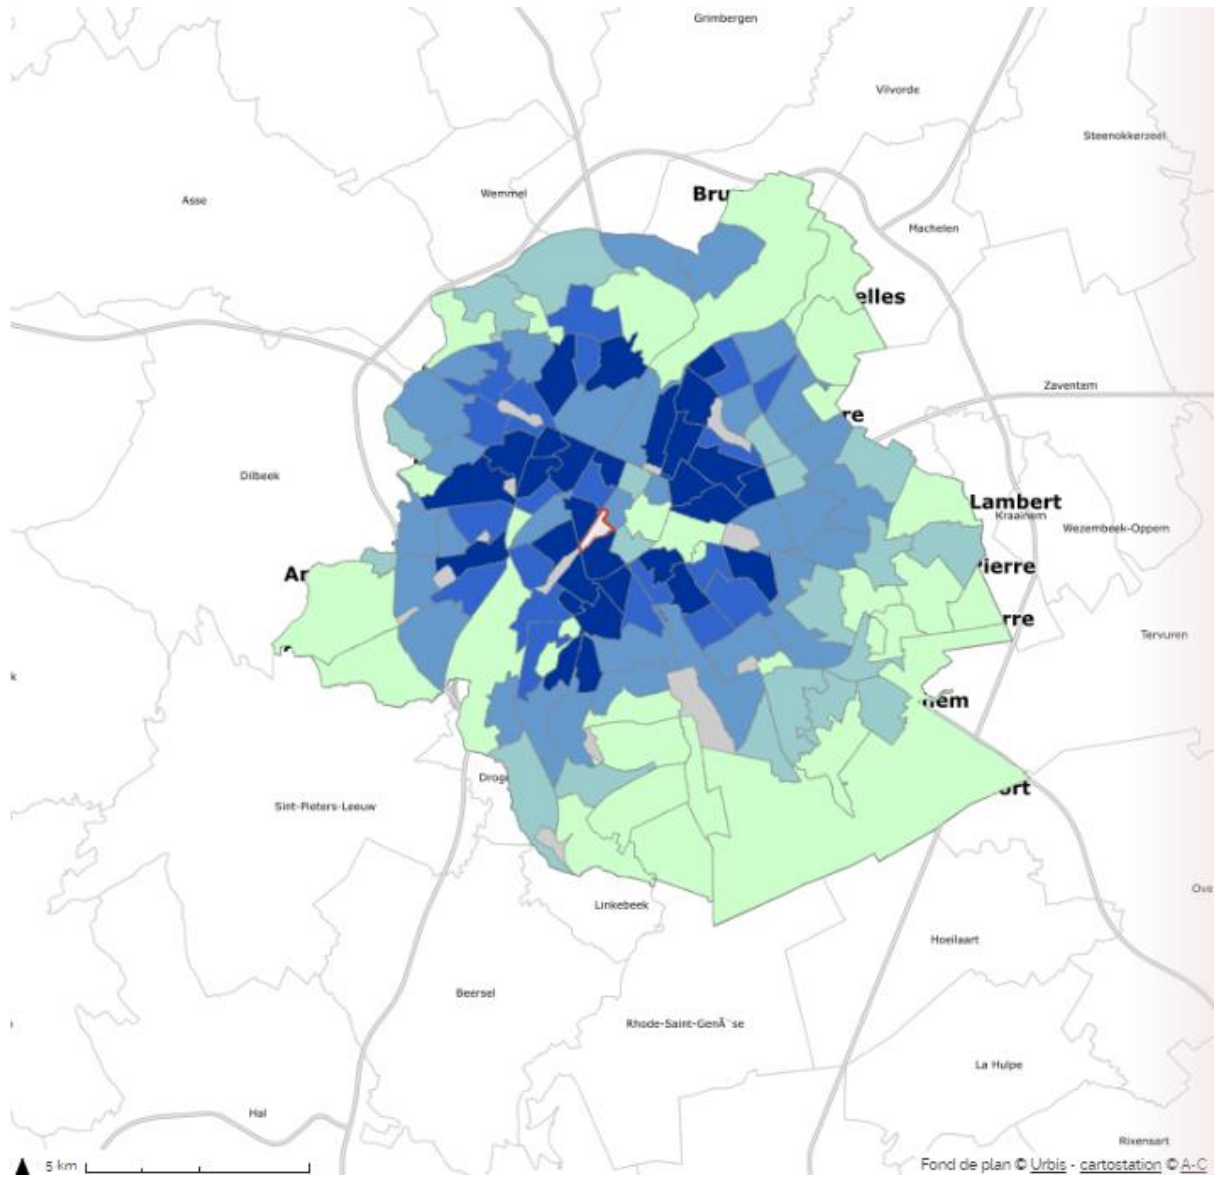 Grimbergen
Vilvorde
Steenokkerzeel
Wemmel
Bru
Asse
Machelen
elles
Zaventem
re
Dilbeek
Lambert
Kraainem
Wezembeek-Oppem
ierre
An
rre
Tervuren
k
hem
Drog
ort
Sint-Pieters-Leeuw
Ove
Linkebeek
Hoeilaart
Beersel
Rhode-Saint-GenÃ¨se
La Hulpe
Hal
Rixensart
5 km
Fond de plan © Urbis - cartostation © A-C